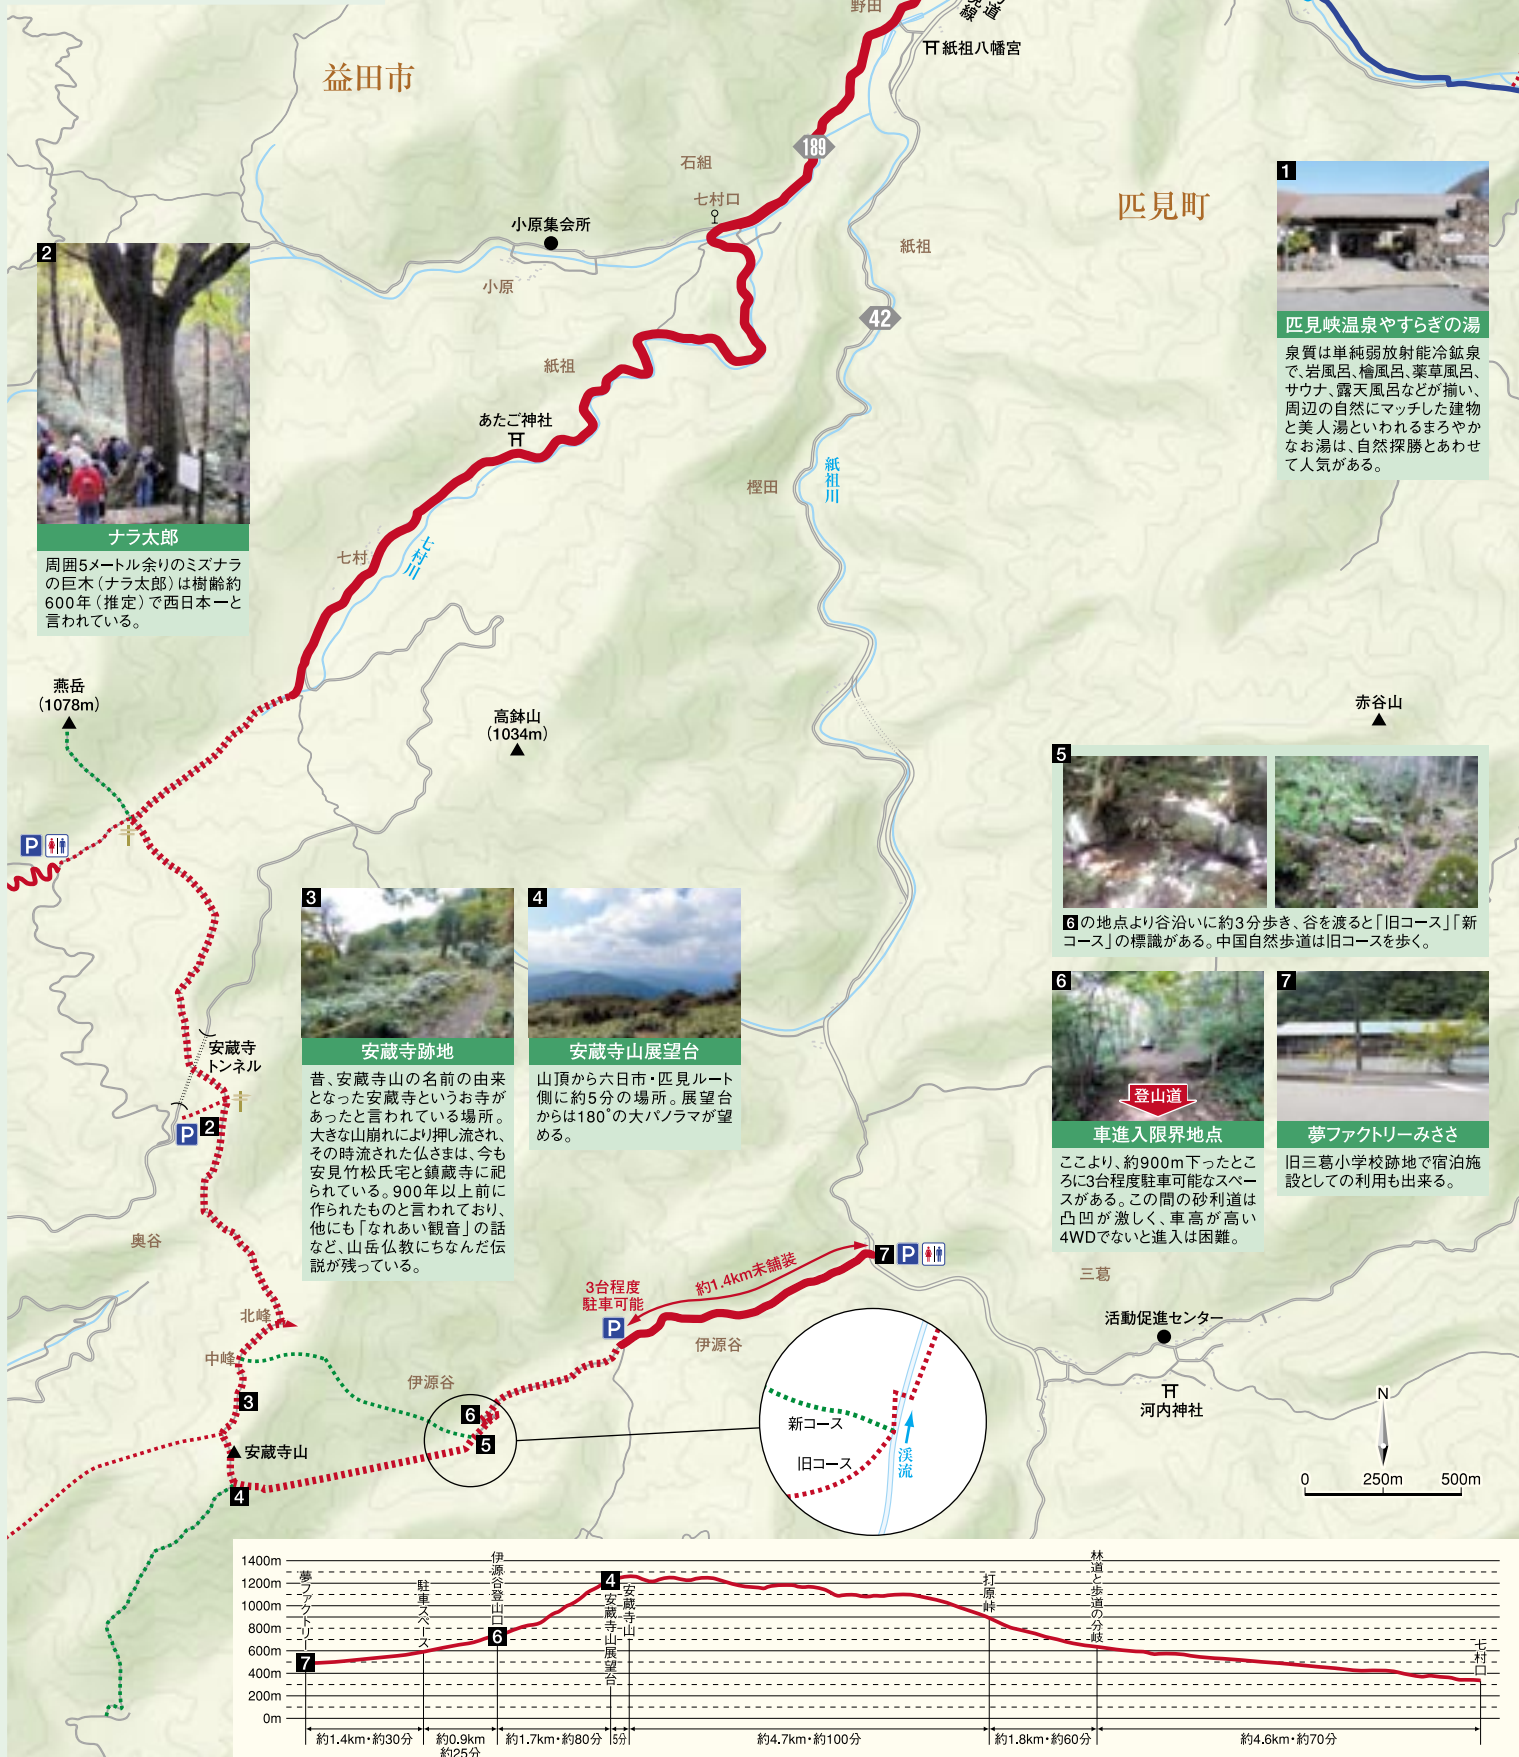 野田
線
道
紙祖八幡宮
益田市
189
石組
七村口
匹見町
小原集会所
紙祖
小原
42
紙祖
あたご神社
樫田
紙祖川
七村
七村川
1
匹見峡温泉やすらぎの湯
泉質は単純弱放射能冷鉱泉
で、岩風呂、檜風呂、薬草風呂、
サウナ、露天風呂などが揃い、
周辺の自然にマッチした建物
と美人湯といわれるまろやか
なお湯は、自然探勝とあわせ
て人気がある。
2
ナラ太郎
周囲5メートル余りのミズナラ
の巨木（ナラ太郎）は樹齢約
600年（推定）で西日本一と
言われている。
燕岳
(1078m)
高鉢山
(1034m)
赤谷山
P
5
6の地点より谷沿いに約3分歩き、谷を渡ると「旧コース」「新
コース」の標識がある。中国自然歩道は旧コースを歩く。
3
安蔵寺跡地
昔、安蔵寺山の名前の由来
となった安蔵寺というお寺が
あったと言われている場所。
大きな山崩れにより押し流され、
その時流された仏さまは、今も
安見竹松氏宅と鎮蔵寺に祀
られている。900年以上前に
作られたものと言われており、
他にも「なれあい観音」の話
など、山岳仏教にちなんだ伝
説が残っている。
4
安蔵寺山展望台
山頂から六日市・匹見ルート
側に約5分の場所。展望台
からは180°の大パノラマが望
める。
6
登山道
車進入限界地点
ここより、約900m下ったとこ
ろに3台程度駐車可能なスペー
スがある。この間の砂利道は
凸凹が激しく、車高が高い
4WDでないと進入は困難。
7
夢ファクトリーみささ
旧三葛小学校跡地で宿泊施
設としての利用も出来る。
安蔵寺
トンネル
P
2
奥谷
北峰
中峰
3
安蔵寺山
4
伊源谷
6
5
3台程度
駐車可能
P
約1.4km未舗装
7
P
伊源谷
三葛
活動促進センター
河内神社
新コース
旧コース
渓流
N
0 250m 500m
1400m
1200m
1000m
800m
600m
400m
200m
0m
夢ファクトリー
7
駐車スペース
伊源谷登山口
6
4
安蔵寺山展望台
安蔵寺山
打原峠
林道と歩道の分岐
七村口
約1.4km・約30分
約0.9km
約25分
約1.7km・約80分
5分
約4.7km・約100分
約1.8km・約60分
約4.6km・約70分